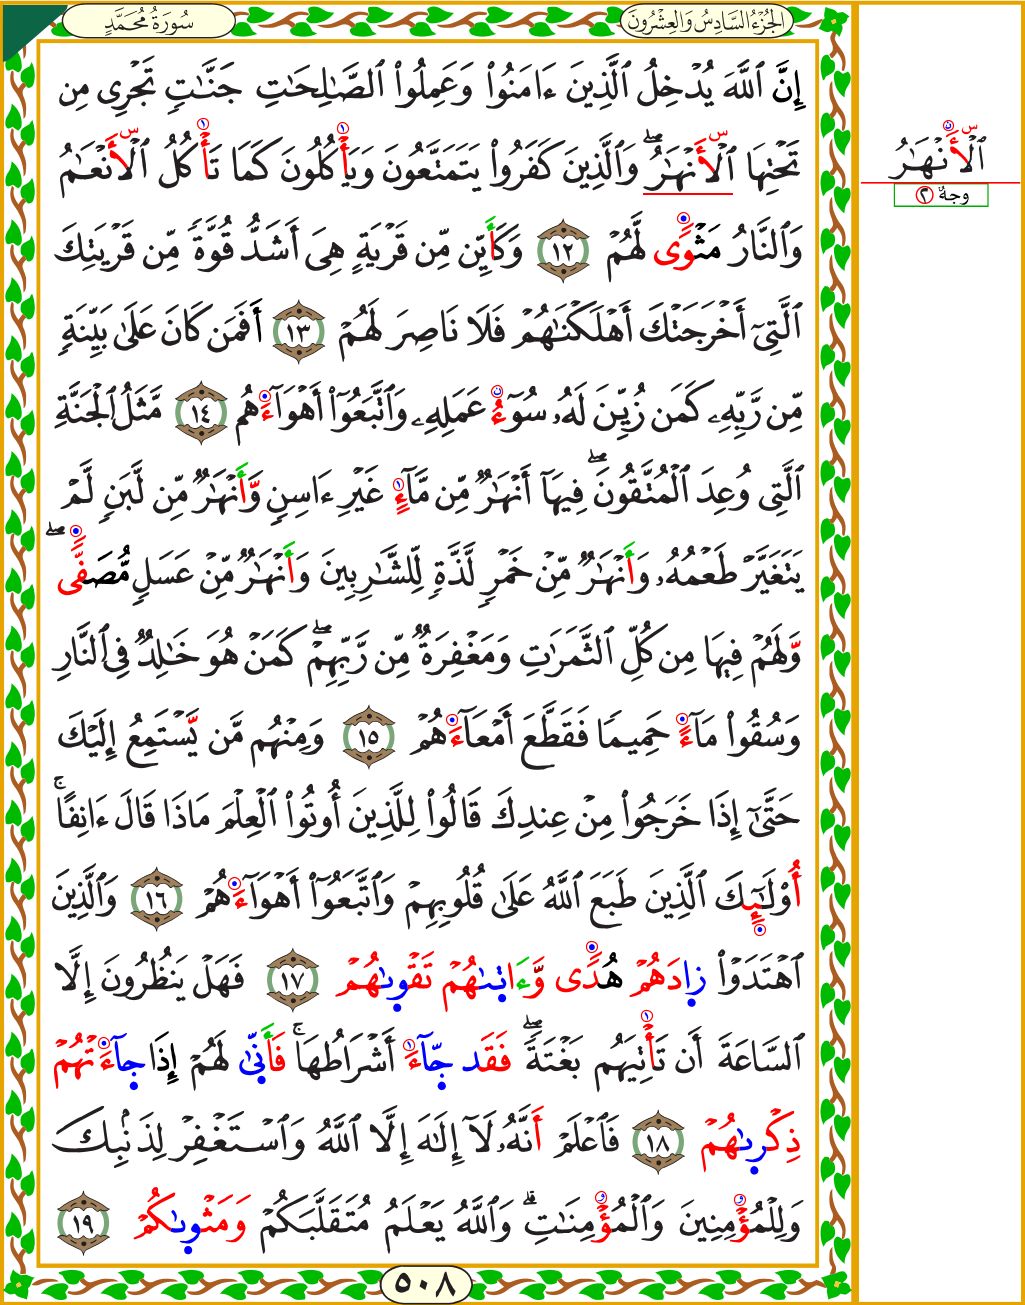 سُورَةُ مُحَمَّدٍ
الجُزْءُ السَّادِسُ وَالعِشْرُونَ
إِنَّ ٱللَّهَ يُدْخِلُ ٱلَّذِينَ ءَامَنُوا۟ وَعَمِلُوا۟ ٱلصَّـٰلِحَـٰتِ جَنَّـٰتٍ تَجْرِى مِن
تَحْتِهَا ٱلْأَنْهَـٰرُ ۖ وَٱلَّذِينَ كَفَرُوا۟ يَتَمَتَّعُونَ وَيَأْكُلُونَ كَمَا تَأْكُلُ ٱلْأَنْعَـٰمُ
وَٱلنَّارُ مَثْوًى لَّهُمْ ١٢ وَكَأَيِّن مِّن قَرْيَةٍ هِىَ أَشَدُّ قُوَّةً مِّن قَرْيَتِكَ
ٱلَّتِىٓ أَخْرَجَتْكَ أَهْلَكْنَـٰهُمْ فَلَا نَاصِرَ لَهُمْ ١٣ أَفَمَن كَانَ عَلَىٰ بَيِّنَةٍ
مِّن رَّبِّهِۦ كَمَن زُيِّنَ لَهُۥ سُوٓءُ عَمَلِهِۦ وَٱتَّبَعُوٓا۟ أَهْوَآءَهُم ١٤ مَّثَلُ ٱلْجَنَّةِ
ٱلَّتِى وُعِدَ ٱلْمُتَّقُونَ ۖ فِيهَآ أَنْهَـٰرٌ مِّن مَّآءٍ غَيْرِ ءَاسِنٍ وَأَنْهَـٰرٌ مِّن لَّبَنٍ لَّمْ
يَتَغَيَّرْ طَعْمُهُۥ وَأَنْهَـٰرٌ مِّنْ خَمْرٍ لَّذَّةٍ لِّلشَّـٰرِبِينَ وَأَنْهَـٰرٌ مِّنْ عَسَلٍ مُّصَفًّى ۖ
وَلَهُمْ فِيهَا مِن كُلِّ ٱلثَّمَرَٰتِ وَمَغْفِرَةٌ مِّن رَّبِّهِمْ ۖ كَمَنْ هُوَ خَـٰلِدٌ فِى ٱلنَّارِ
وَسُقُوا۟ مَآءً حَمِيمًا فَقَطَّعَ أَمْعَآءَهُمْ ١٥ وَمِنْهُم مَّن يَسْتَمِعُ إِلَيْكَ
حَتَّىٰٓ إِذَا خَرَجُوا۟ مِنْ عِندِكَ قَالُوا۟ لِلَّذِينَ أُوتُوا۟ ٱلْعِلْمَ مَاذَا قَالَ ءَانِفًا ۚ
أُو۟لَـٰٓئِكَ ٱلَّذِينَ طَبَعَ ٱللَّهُ عَلَىٰ قُلُوبِهِمْ وَٱتَّبَعُوٓا۟ أَهْوَآءَهُمْ ١٦ وَٱلَّذِينَ
ٱهْتَدَوْا۟ زَادَهُمْ هُدًى وَءَاتَىٰهُمْ تَقْوَىٰهُمْ ١٧ فَهَلْ يَنظُرُونَ إِلَّا
ٱلسَّاعَةَ أَن تَأْتِيَهُم بَغْتَةً ۖ فَقَدْ جَآءَ أَشْرَاطُهَا ۚ فَأَنَّىٰ لَهُمْ إِذَا جَآءَتْهُمْ
ذِكْرَىٰهُمْ ١٨ فَٱعْلَمْ أَنَّهُۥ لَآ إِلَـٰهَ إِلَّا ٱللَّهُ وَٱسْتَغْفِرْ لِذَنۢبِكَ
وَلِلْمُؤْمِنِينَ وَٱلْمُؤْمِنَـٰتِ ۗ وَٱللَّهُ يَعْلَمُ مُتَقَلَّبَكُمْ وَمَثْوَىٰكُمْ ١٩
٥٠٨
ٱلْأَنْهَـٰرُ
وجهٌ ٢